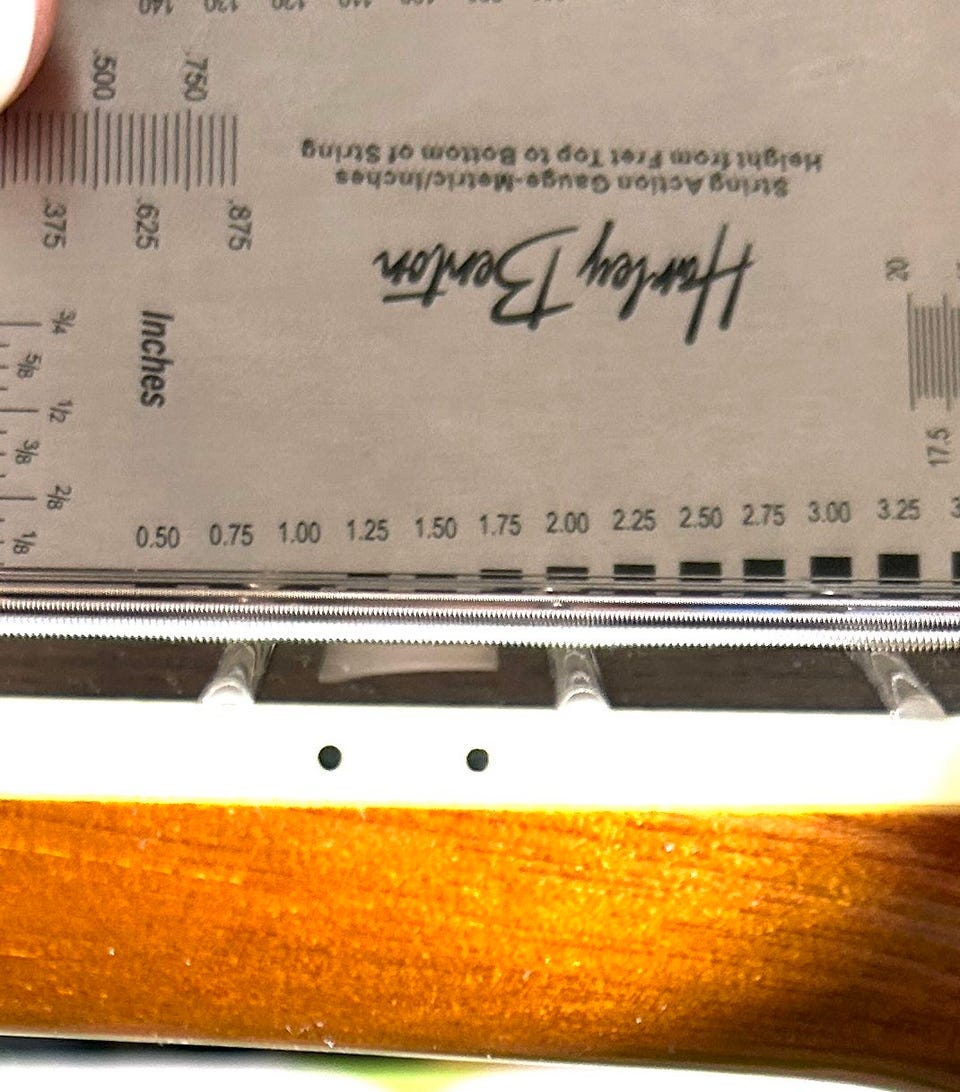 .500 .750
.375 .625 .875
Height from Fret Top to Bottom of String
String Action Gauge-Metric/Inches
Harley Benton
20
17.5
Inches
3/4
5/8
1/2
3/8
2/8
1/8
0.50 0.75 1.00 1.25 1.50 1.75 2.00 2.25 2.50 2.75 3.00 3.25